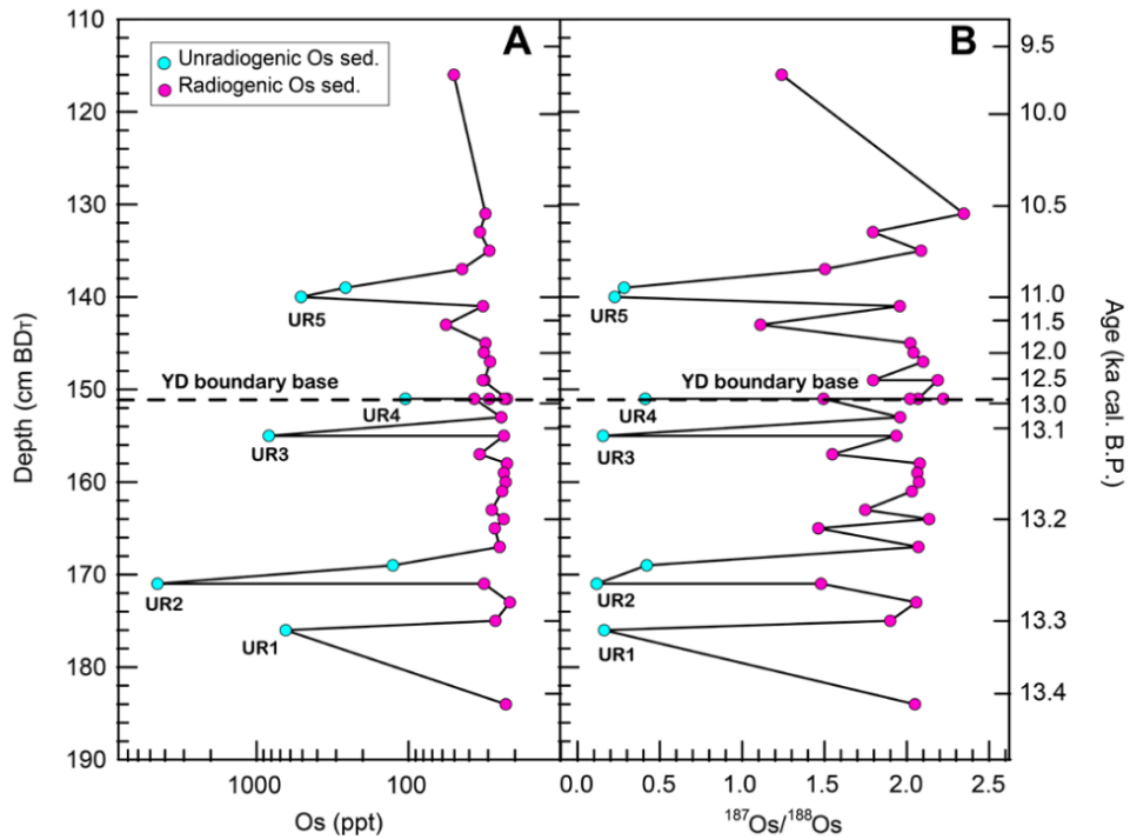 A
B
Unradiogenic Os sed.
Radiogenic Os sed.
110
120
130
140
150
160
170
180
190
Depth (cm BDT)
UR5
YD boundary base
UR4
UR3
UR2
UR1
1000
100
Os (ppt)
UR5
YD boundary base
UR4
UR3
UR2
UR1
0.0
0.5
1.0
1.5
2.0
2.5
187Os/188Os
9.5
10.0
10.5
11.0
11.5
12.0
12.5
13.0
13.1
13.2
13.3
13.4
Age (ka cal. B.P.)